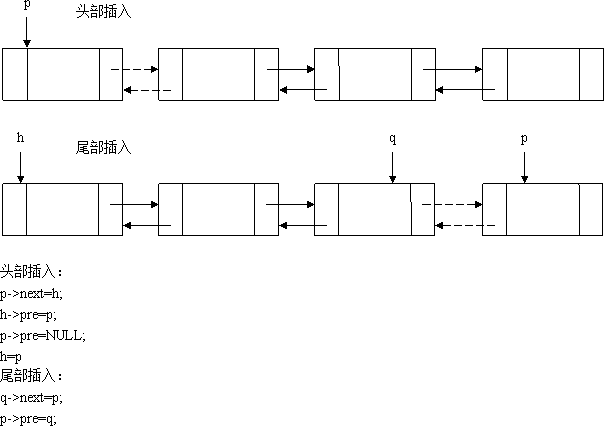 p 头部插入
h 尾部插入 q p
头部插入：
p->next=h;
h->pre=p;
p->pre=NULL;
h=p
尾部插入：
q->next=p;
p->pre=q;